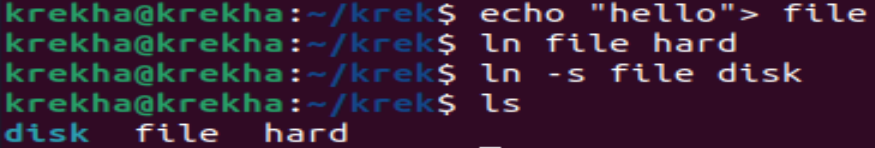 krekha@krekha:~/krek$ echo "hello"> file
krekha@krekha:~/krek$ ln file hard
krekha@krekha:~/krek$ ln -s file disk
krekha@krekha:~/krek$ ls
disk  file  hard